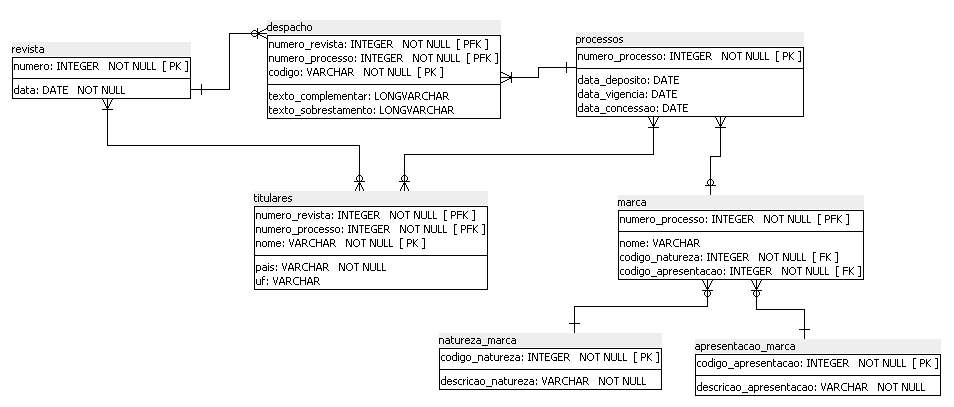 revista
numero: INTEGER NOT NULL [ PK ]
data: DATE NOT NULL
despacho
numero_revista: INTEGER NOT NULL [ PFK ]
numero_processo: INTEGER NOT NULL [ PFK ]
codigo: VARCHAR NOT NULL [ PK ]
texto_complementar: LONGVARCHAR
texto_sobrestamento: LONGVARCHAR
processos
numero_processo: INTEGER NOT NULL [ PK ]
data_deposito: DATE
data_vigencia: DATE
data_concessao: DATE
titulares
numero_revista: INTEGER NOT NULL [ PFK ]
numero_processo: INTEGER NOT NULL [ PFK ]
nome: VARCHAR NOT NULL [ PK ]
pais: VARCHAR NOT NULL
uf: VARCHAR
marca
numero_processo: INTEGER NOT NULL [ PFK ]
nome: VARCHAR
codigo_natureza: INTEGER NOT NULL [ FK ]
codigo_apresentacao: INTEGER NOT NULL [ FK ]
natureza_marca
codigo_natureza: INTEGER NOT NULL [ PK ]
descricao_natureza: VARCHAR NOT NULL
apresentacao_marca
codigo_apresentacao: INTEGER NOT NULL [ PK ]
descricao_apresentacao: VARCHAR NOT NULL